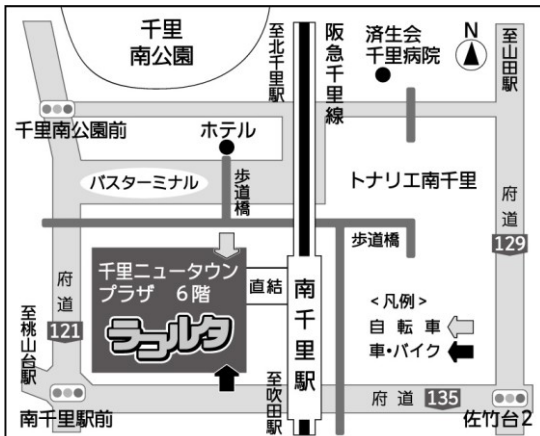 千里
南公園
至北千里駅
阪急千里線
済生会
千里病院
N
至山田駅
千里南公園前
ホテル
バスターミナル
歩道橋
トナリエ南千里
府道
129
歩道橋
千里ニュータウン
プラザ 6階
ラコルタ
直結
南千里駅
<凡例>
自転車
車・バイク
府道
121
至桃山台駅
南千里駅前
至吹田駅
府道 135
佐竹台2